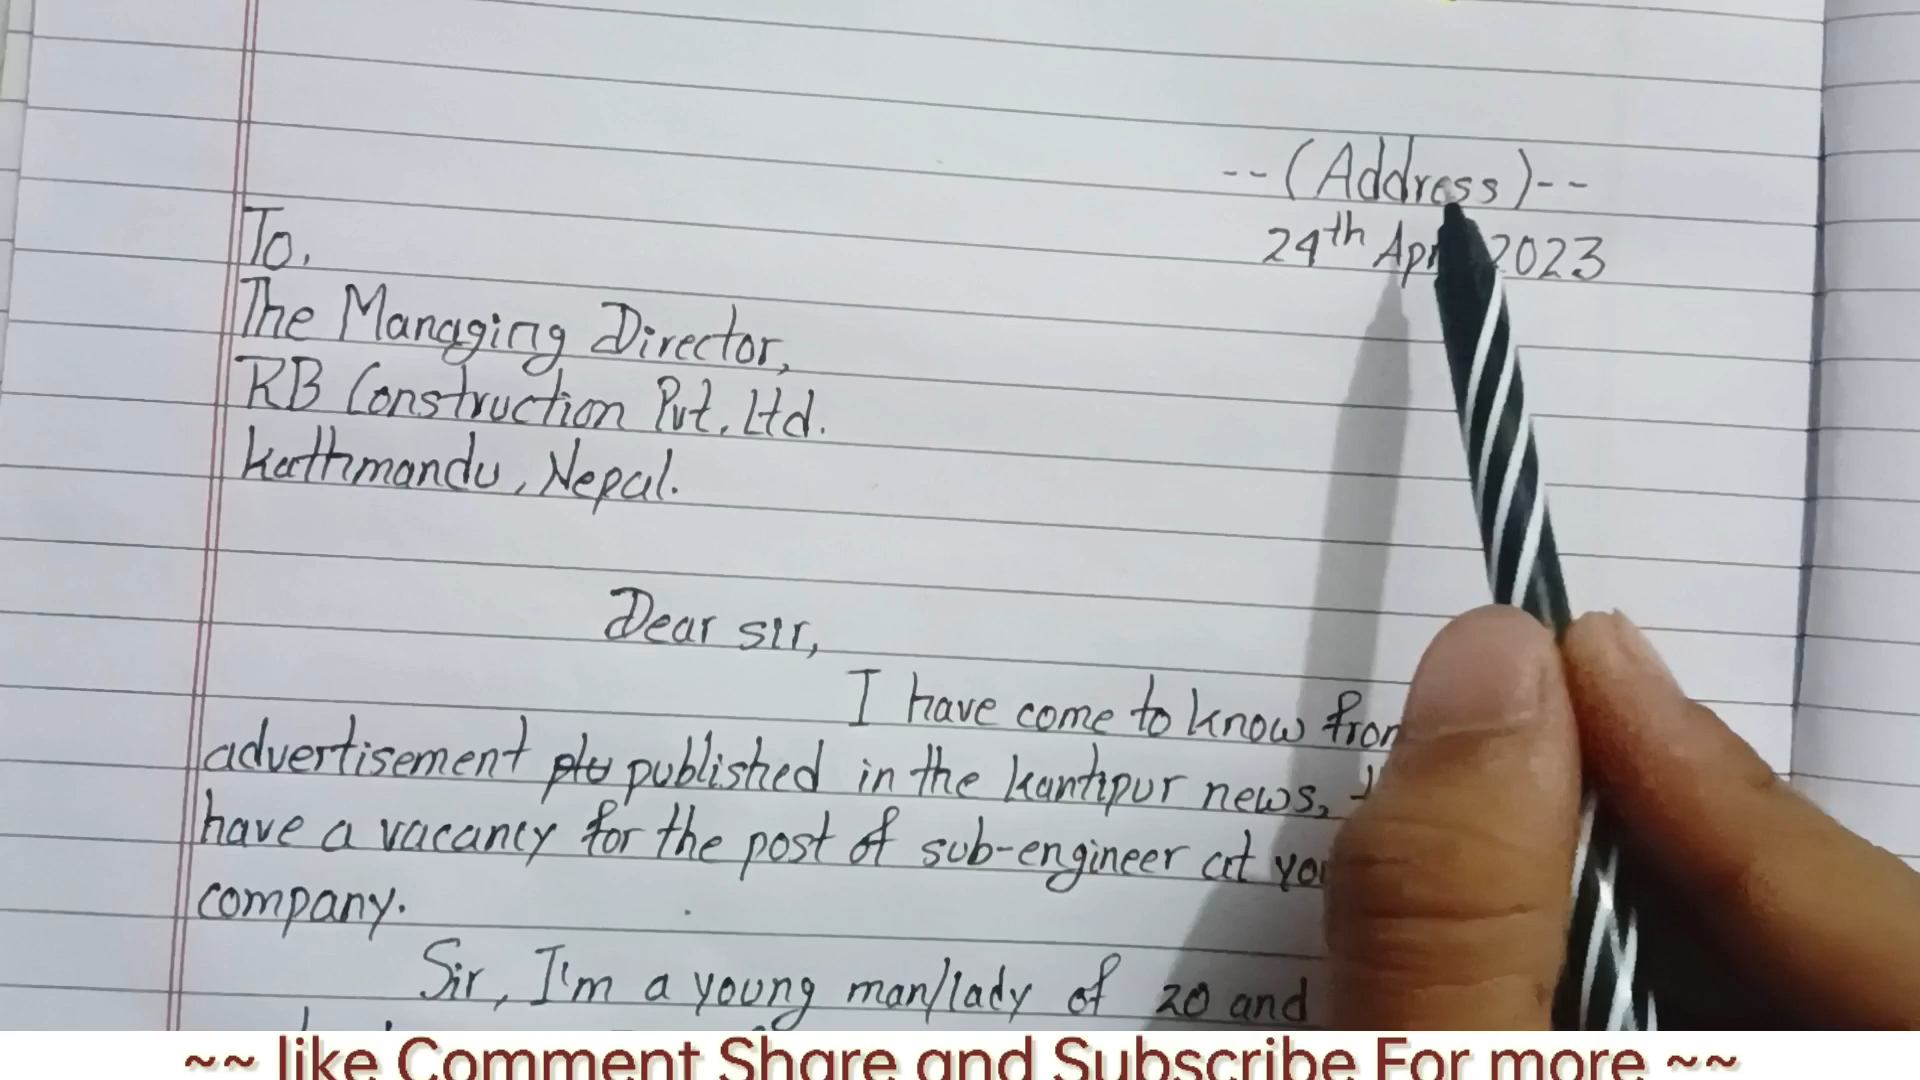 --(Address)--
24th Apr 2023
To,
The Managing Director,
RB Construction Pvt. Ltd.
Kathmandu, Nepal.
Dear sir,
I have come to know from
advertisement published in the kantipur news,
have a vacancy for the post of sub-engineer at
company.
Sir, I'm a young man/lady of 20 and
~~ like Comment Share and Subscribe For more ~~